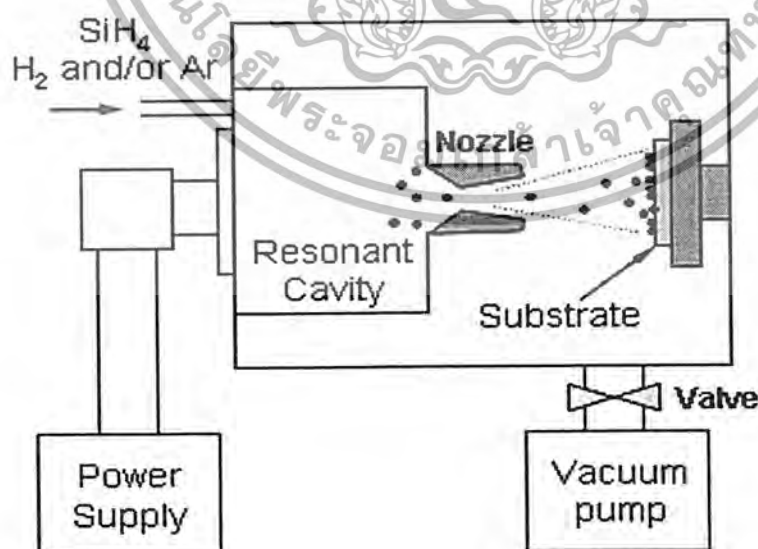 SiH4
H2 and/or Ar
Nozzle
Resonant
Cavity
Substrate
Valve
Power
Supply
Vacuum
pump